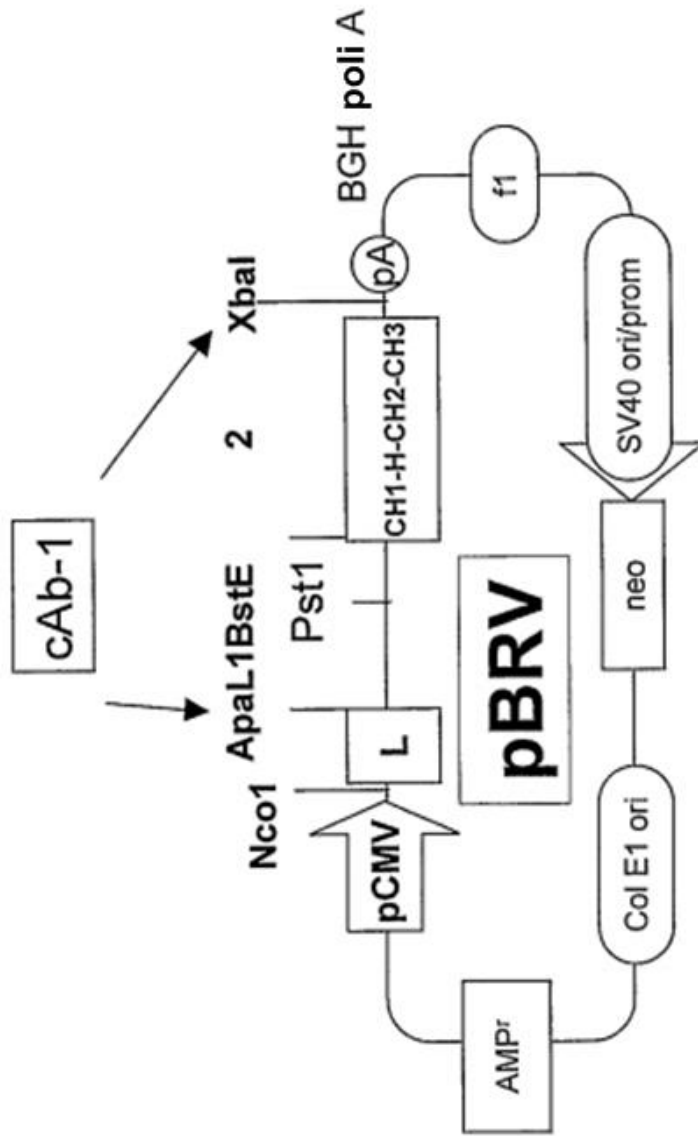 cAb-1
Nco1 ApaL1BstE 2 XbaI
Pst1
BGH poli A
pCMV L CH1-H-CH2-CH3 pA
f1
pBRV
AMPr Col E1 ori neo SV40 ori/prom